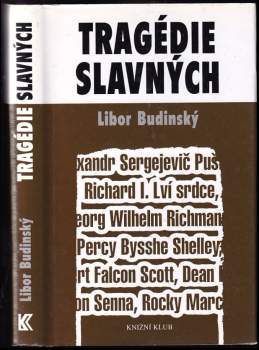 TRAGÉDIE SLAVNÝCH
Libor Budinský
TRAGÉDIE
SLAVNÝCH
Libor Budinský
xandr Sergejevič Puš
Richard I. Lví srdce,
eorg Wilhelm Richman
Percy Bysshe Shelley,
rt Falcon Scott, Dean
on Senna, Rocky Marc
KNIŽNÍ KLUB